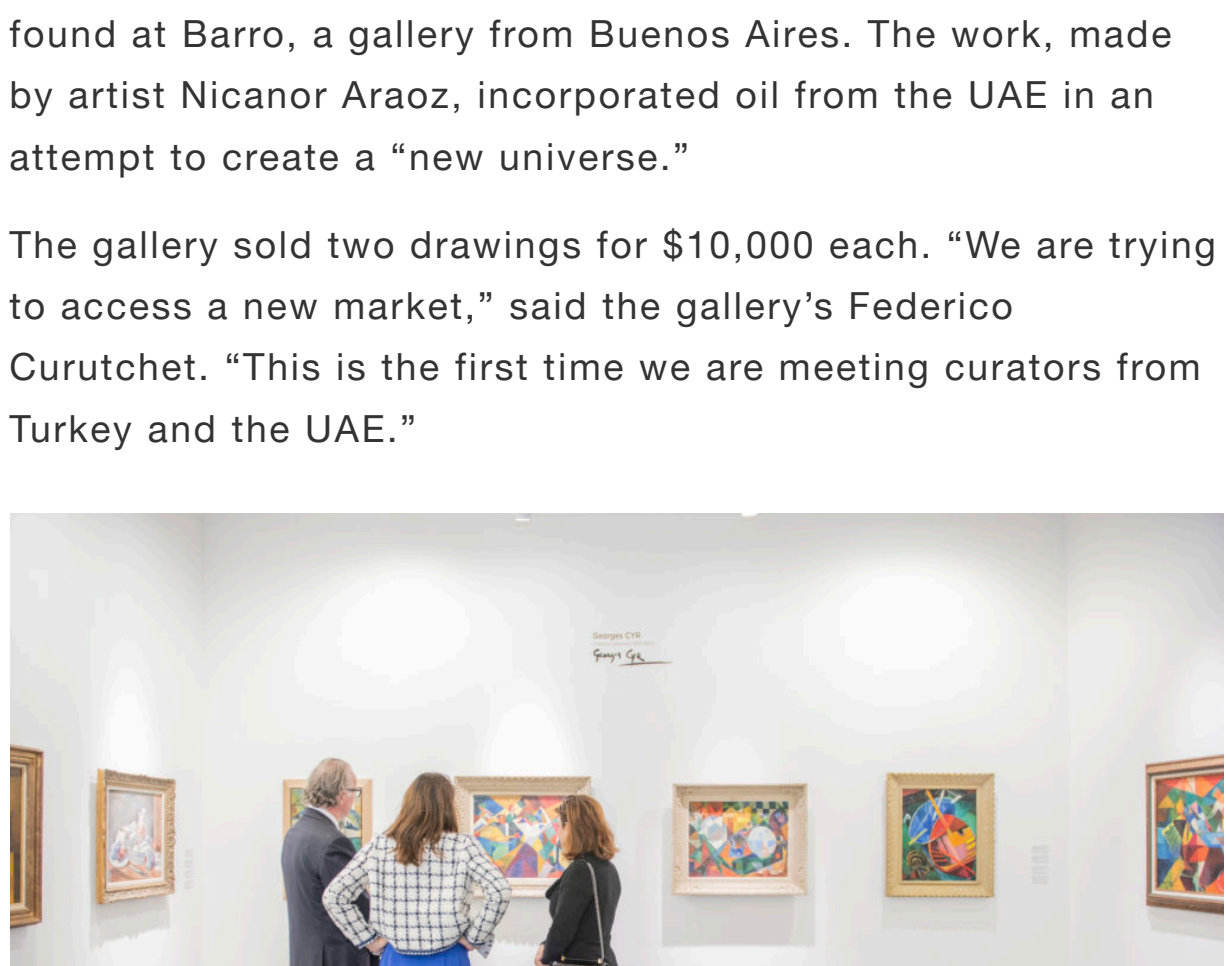 found at Barro, a gallery from Buenos Aires. The work, made
by artist Nicanor Araoz, incorporated oil from the UAE in an
attempt to create a “new universe.”
The gallery sold two drawings for $10,000 each. “We are trying
to access a new market,” said the gallery’s Federico
Curutchet. “This is the first time we are meeting curators from
Turkey and the UAE.”
Georges CYR
Georges Cyr